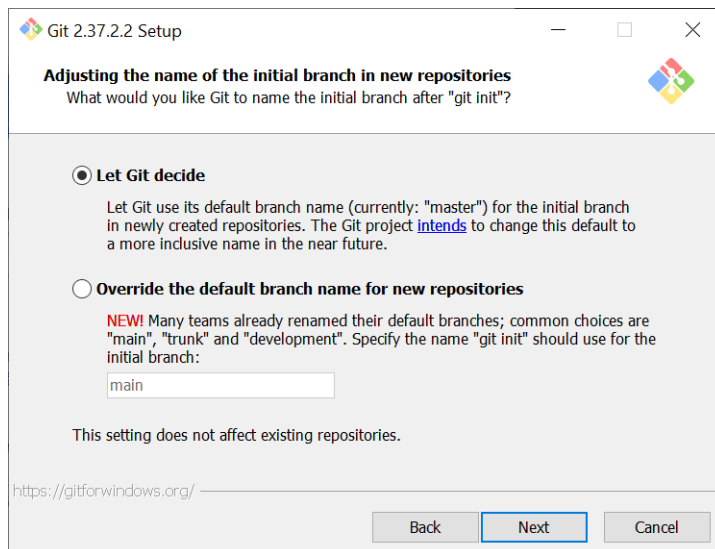 Git 2.37.2.2 Setup
Adjusting the name of the initial branch in new repositories
What would you like Git to name the initial branch after "git init"?
Let Git decide
Let Git use its default branch name (currently: "master") for the initial branch
in newly created repositories. The Git project intends to change this default to
a more inclusive name in the near future.
Override the default branch name for new repositories
NEW! Many teams already renamed their default branches; common choices are
"main", "trunk" and "development". Specify the name "git init" should use for the
initial branch:
main
This setting does not affect existing repositories.
https://gitforwindows.org/
Back Next Cancel